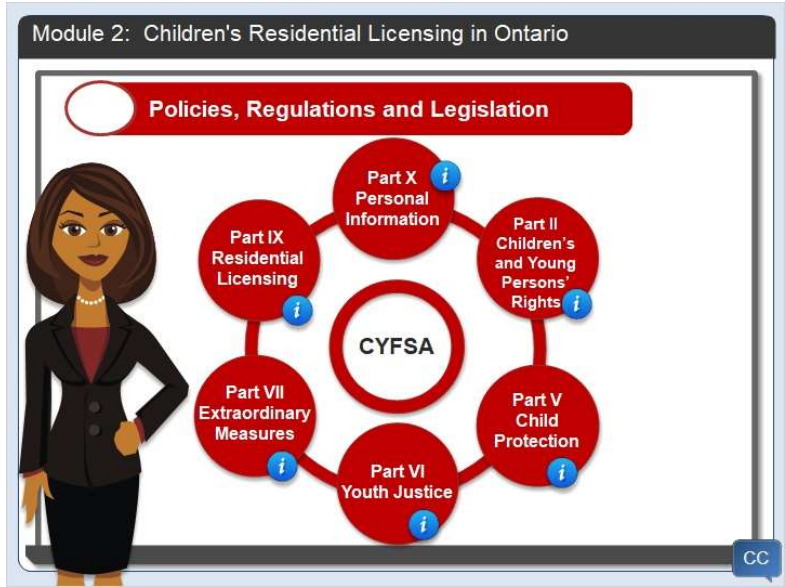 Module 2: Children's Residential Licensing in Ontario
Policies, Regulations and Legislation
Part X
Personal
Information
i
Part II
Children's
and Young
Persons'
Rights
i
Part V
Child
Protection
i
Part VI
Youth Justice
i
Part VII
Extraordinary
Measures
i
Part IX
Residential
Licensing
i
CYFSA
CC